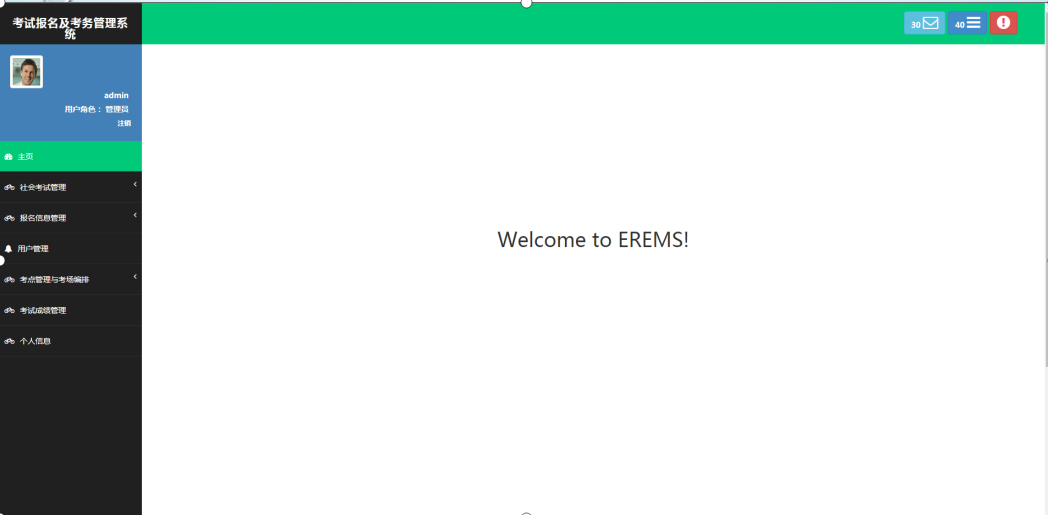 考试报名及考务管理系
统
30
40
admin
用户角色： 管理员
注销
主页
社会考试管理
报名信息管理
用户管理
考点管理与考场编排
考试成绩管理
个人信息
Welcome to EREMS!